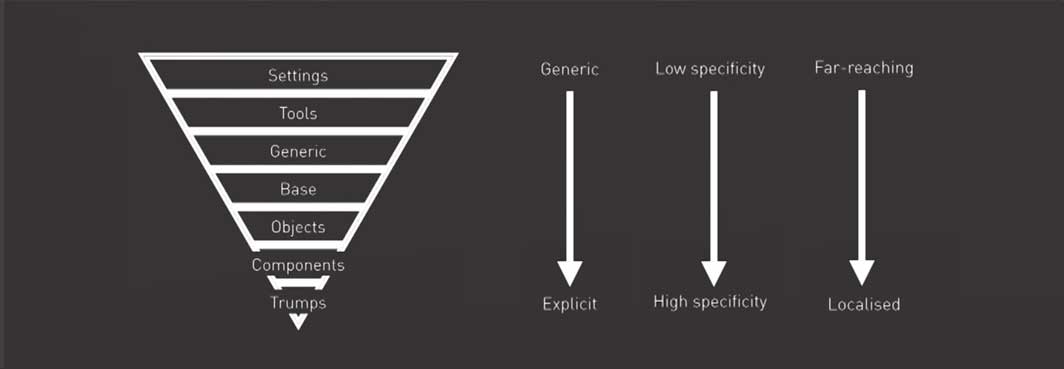 Settings
Tools
Generic
Base
Objects
Components
Trumps
Generic
Explicit
Low specificity
High specificity
Far-reaching
Localised